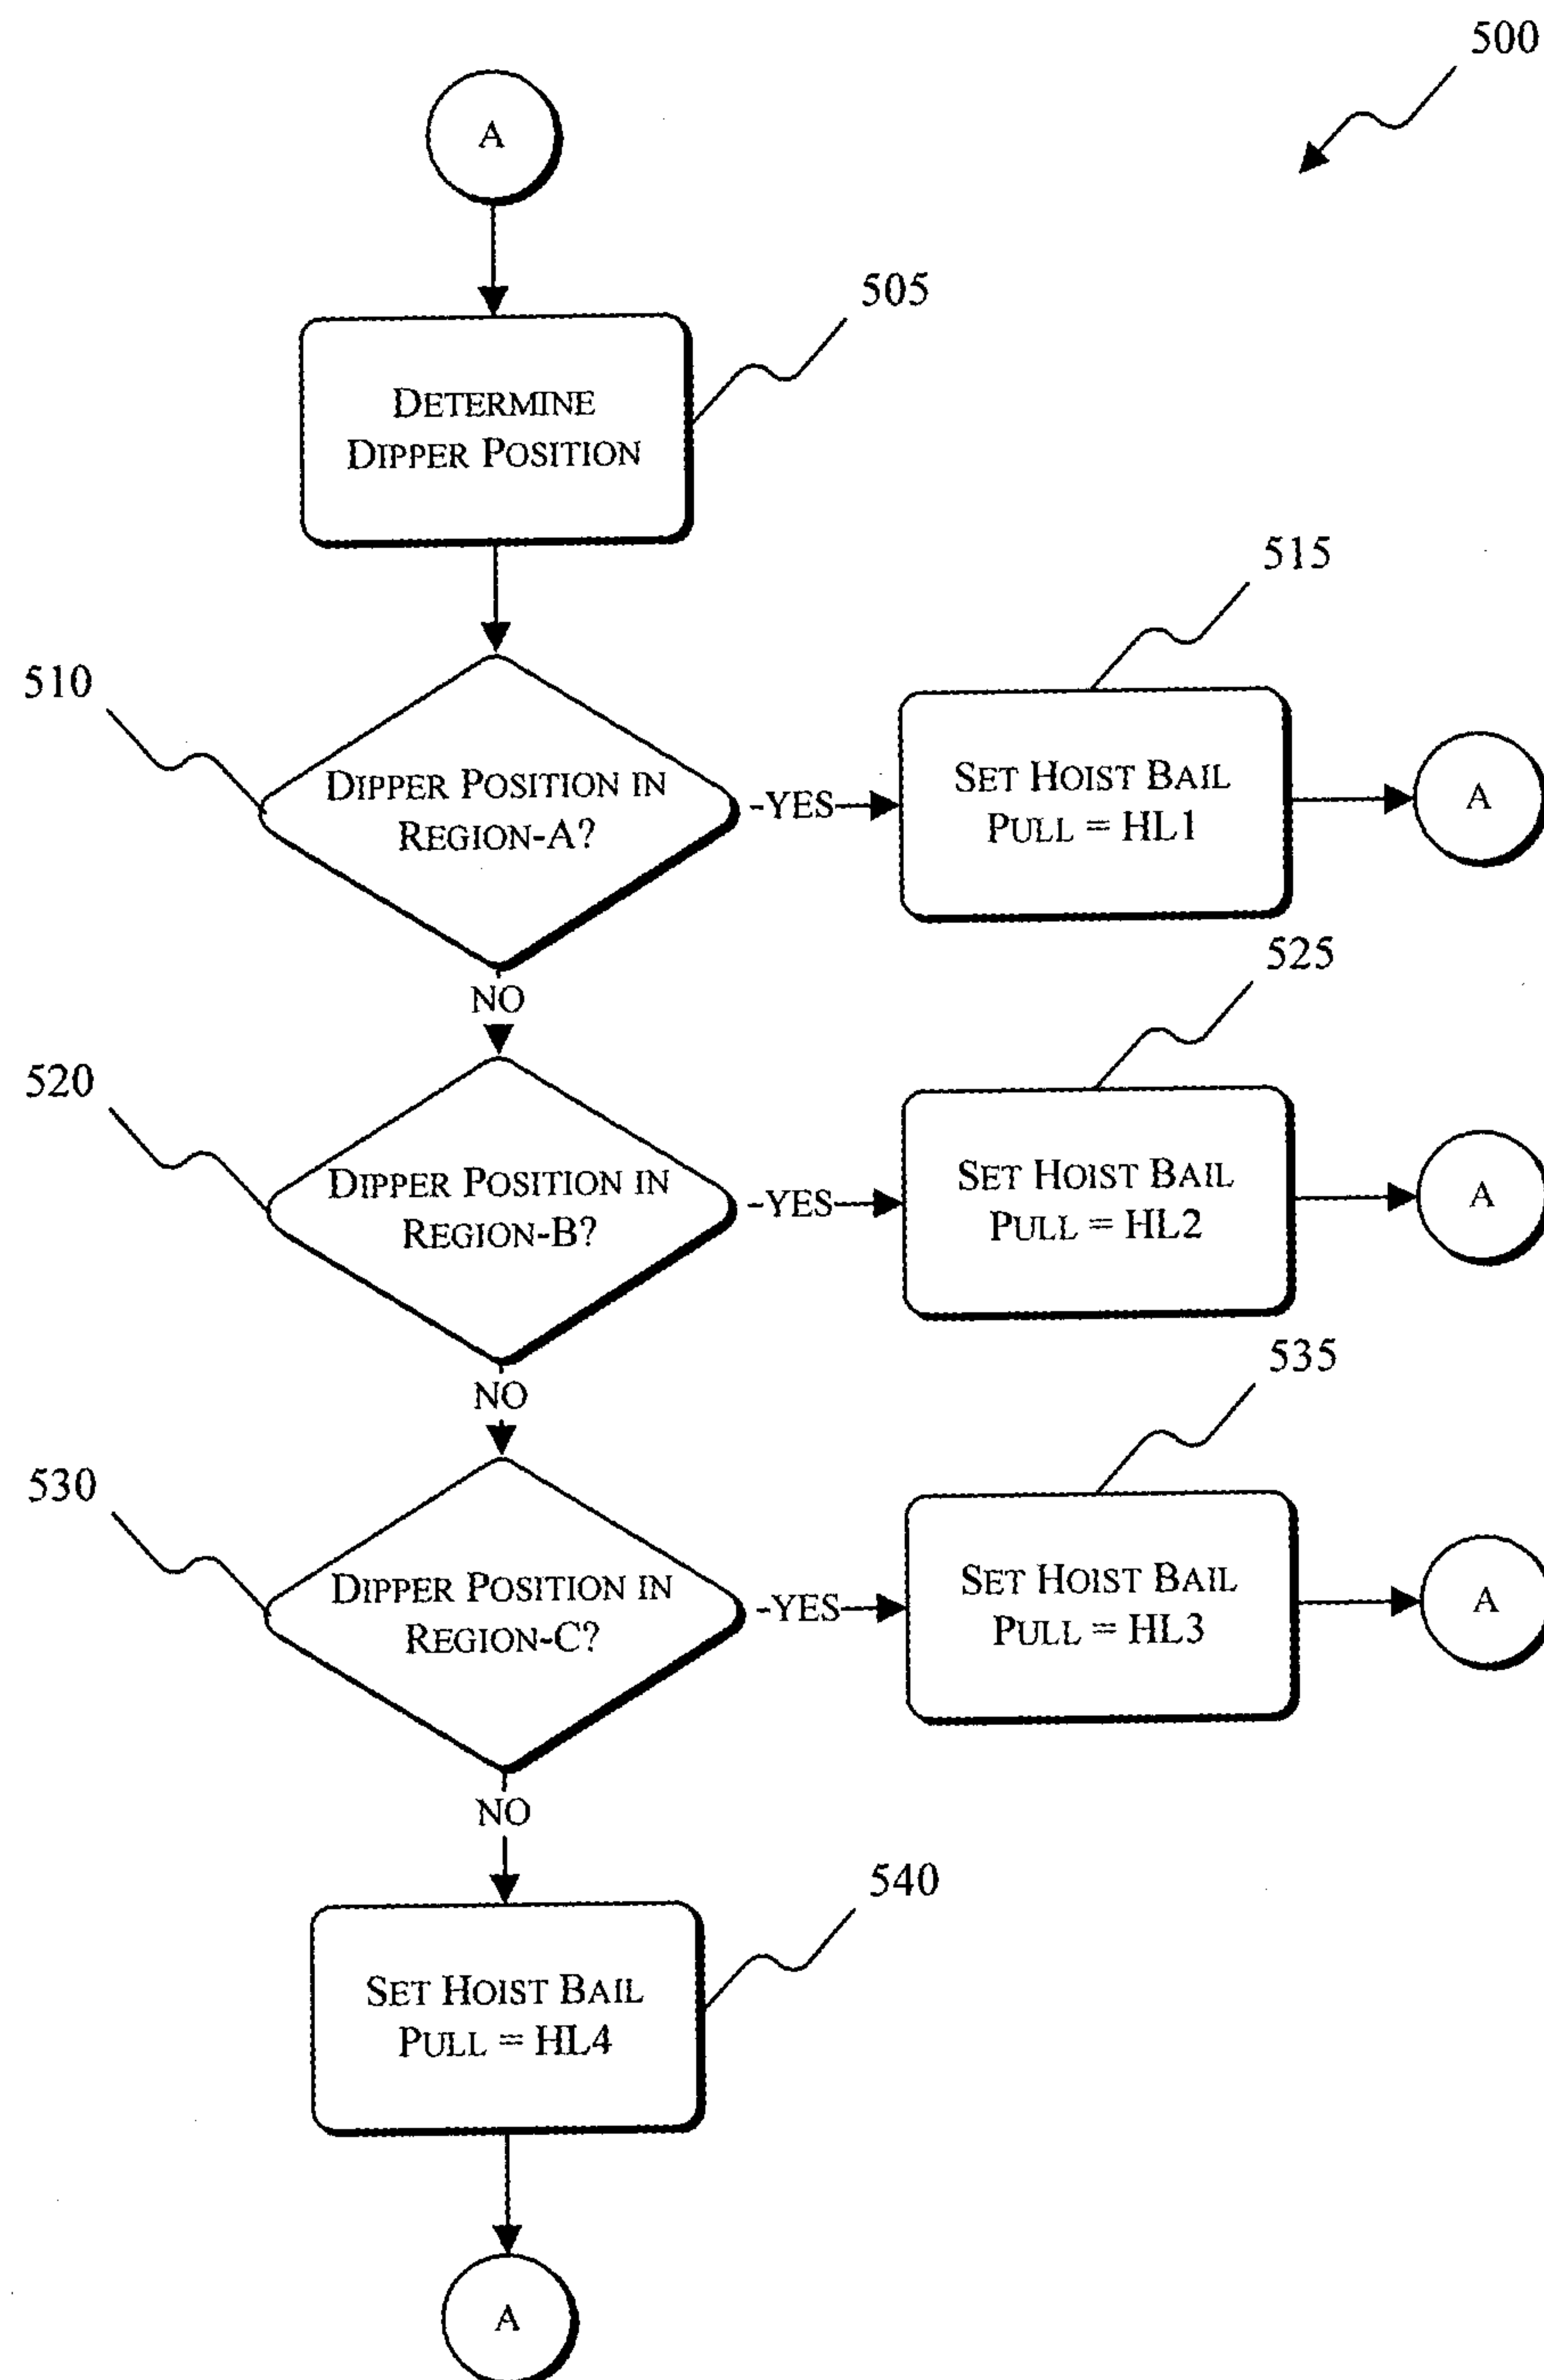 500
A
505
DETERMINE
DIPPER POSITION
510
DIPPER POSITION IN
REGION-A?
-YES
515
SET HOIST BAIL
PULL = HL1
A
NO
520
DIPPER POSITION IN
REGION-B?
-YES
525
SET HOIST BAIL
PULL = HL2
A
NO
530
DIPPER POSITION IN
REGION-C?
-YES
535
SET HOIST BAIL
PULL = HL3
A
NO
540
SET HOIST BAIL
PULL = HL4
A